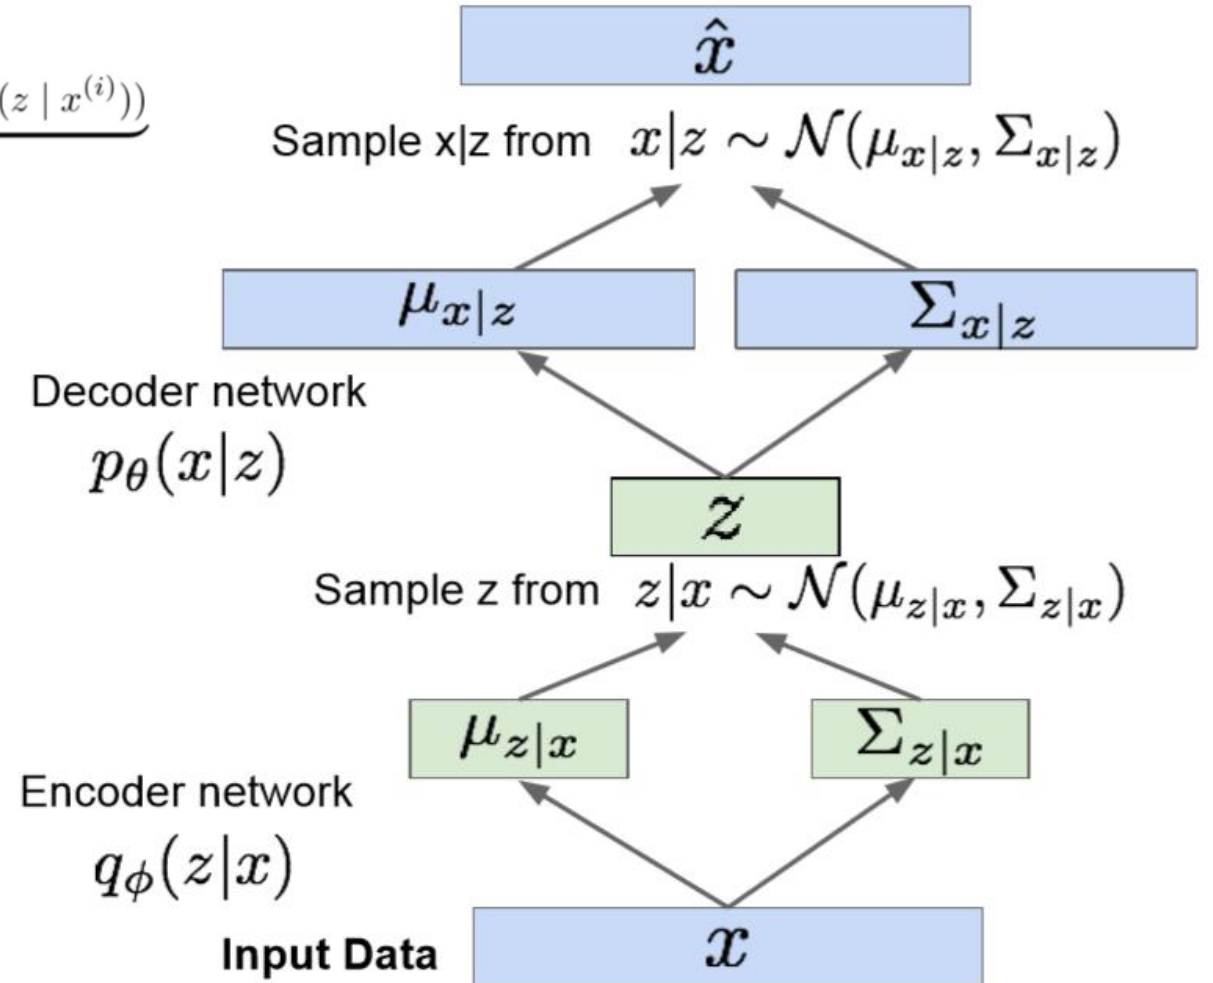 x̂
(z | x⁽ⁱ⁾))
Sample x|z from x|z ∼ 𝒩(μ_{x|z}, Σ_{x|z})
μ_{x|z}
Σ_{x|z}
Decoder network
p_θ(x|z)
z
Sample z from z|x ∼ 𝒩(μ_{z|x}, Σ_{z|x})
μ_{z|x}
Σ_{z|x}
Encoder network
q_ϕ(z|x)
Input Data
x